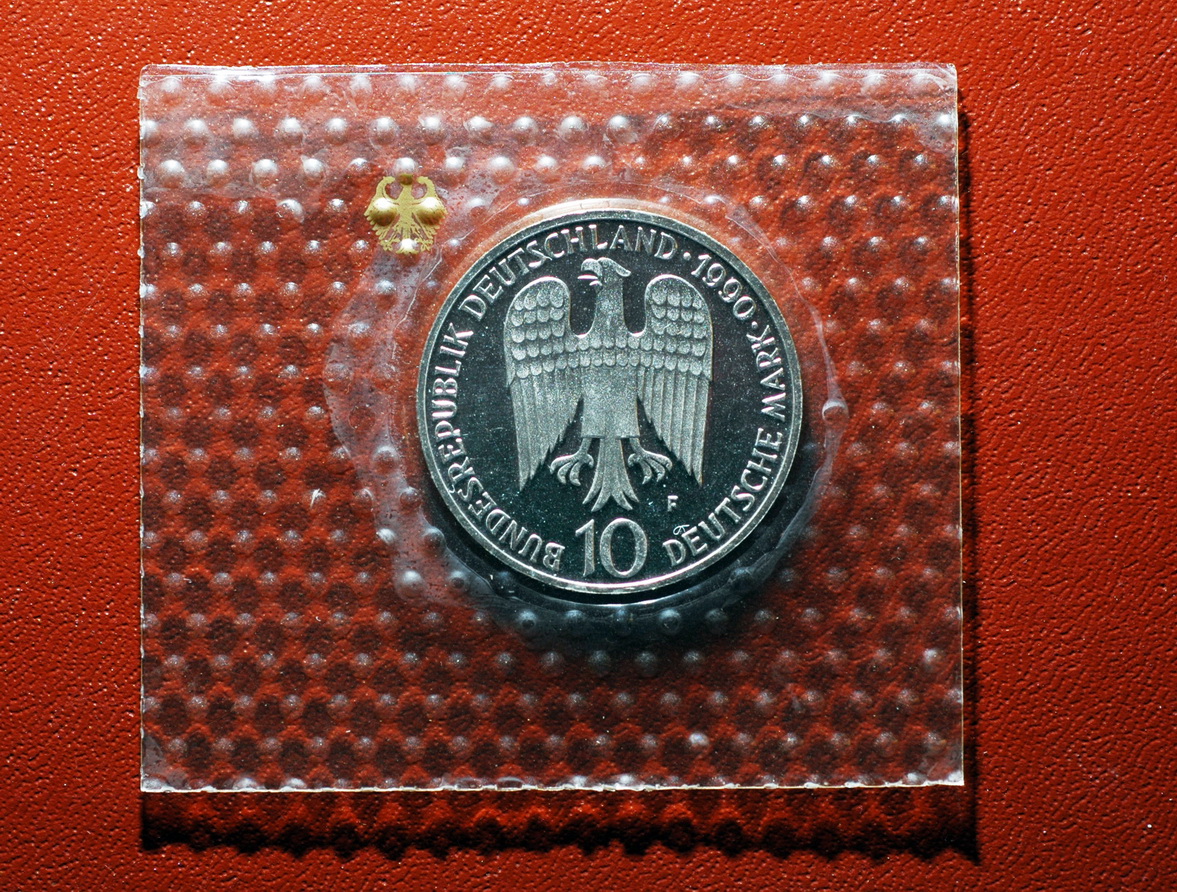 BUNDESREPUBLIK DEUTSCHLAND · 1990 ·
DEUTSCHE MARK
F
10